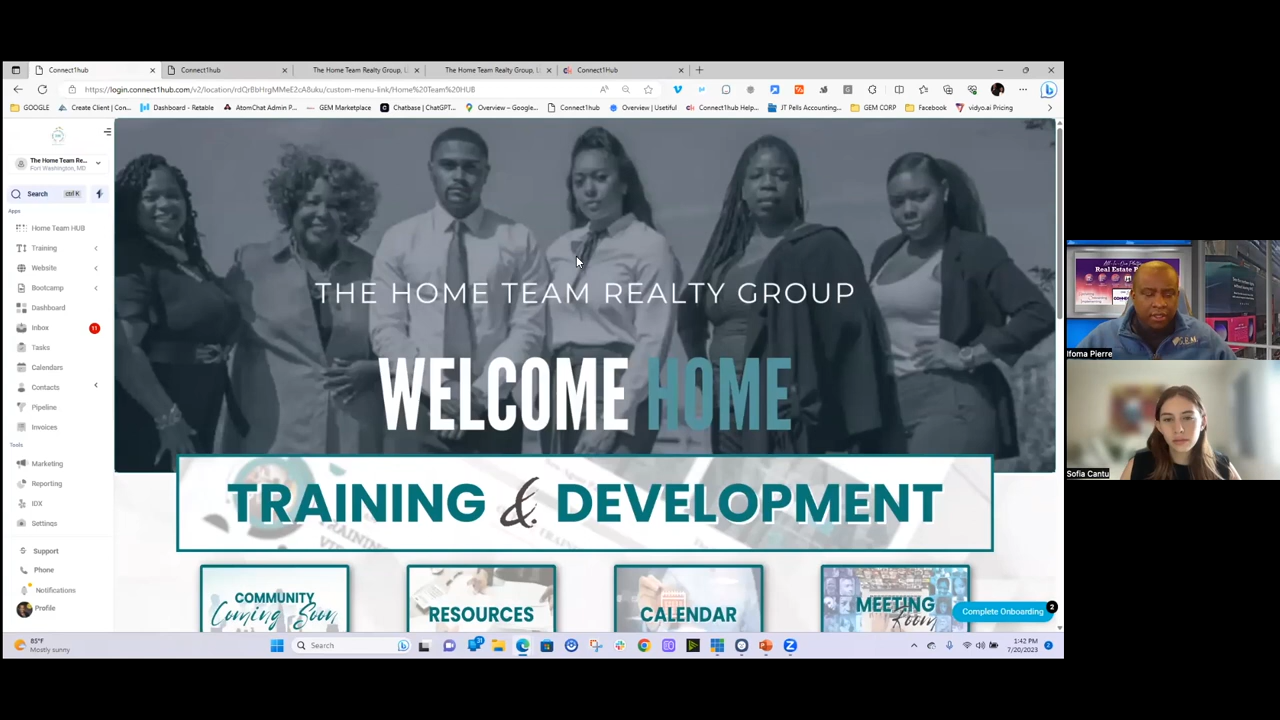 Connect1hub
Connect1hub
The Home Team Realty Group, L
The Home Team Realty Group, L
Connect1Hub
https://login.connect1hub.com/v2/location/rdQrBbHrgMMeE2cA8uku/custom-menu-link/Home%20Team%20HUB
GOOGLE
Create Client | Con...
Dashboard - Retable
AtomChat Admin P...
GEM Marketplace
Chatbase | ChatGPT...
Overview – Google...
Connect1hub
Overview | Usetiful
Connect1Hub Help...
JT Pells Accounting...
GEM CORP
Facebook
vidyo.ai Pricing
The Home Team Re...
Fort Washington, MD
Search
ctrl K
Apps
Home Team HUB
Training
Website
Bootcamp
Dashboard
Inbox
11
Tasks
Calendars
Contacts
Pipeline
Invoices
Tools
Marketing
Reporting
IDX
Settings
Support
Phone
Notifications
Profile
THE HOME TEAM REALTY GROUP
WELCOME HOME
TRAINING & DEVELOPMENT
COMMUNITY
Coming Soon
RESOURCES
CALENDAR
MEETING
Room
Complete Onboarding
2
Real Estate P
G.E.M
Ifoma Pierre
Sofia Cantu
85°F
Mostly sunny
Search
31
1:42 PM
7/20/2023